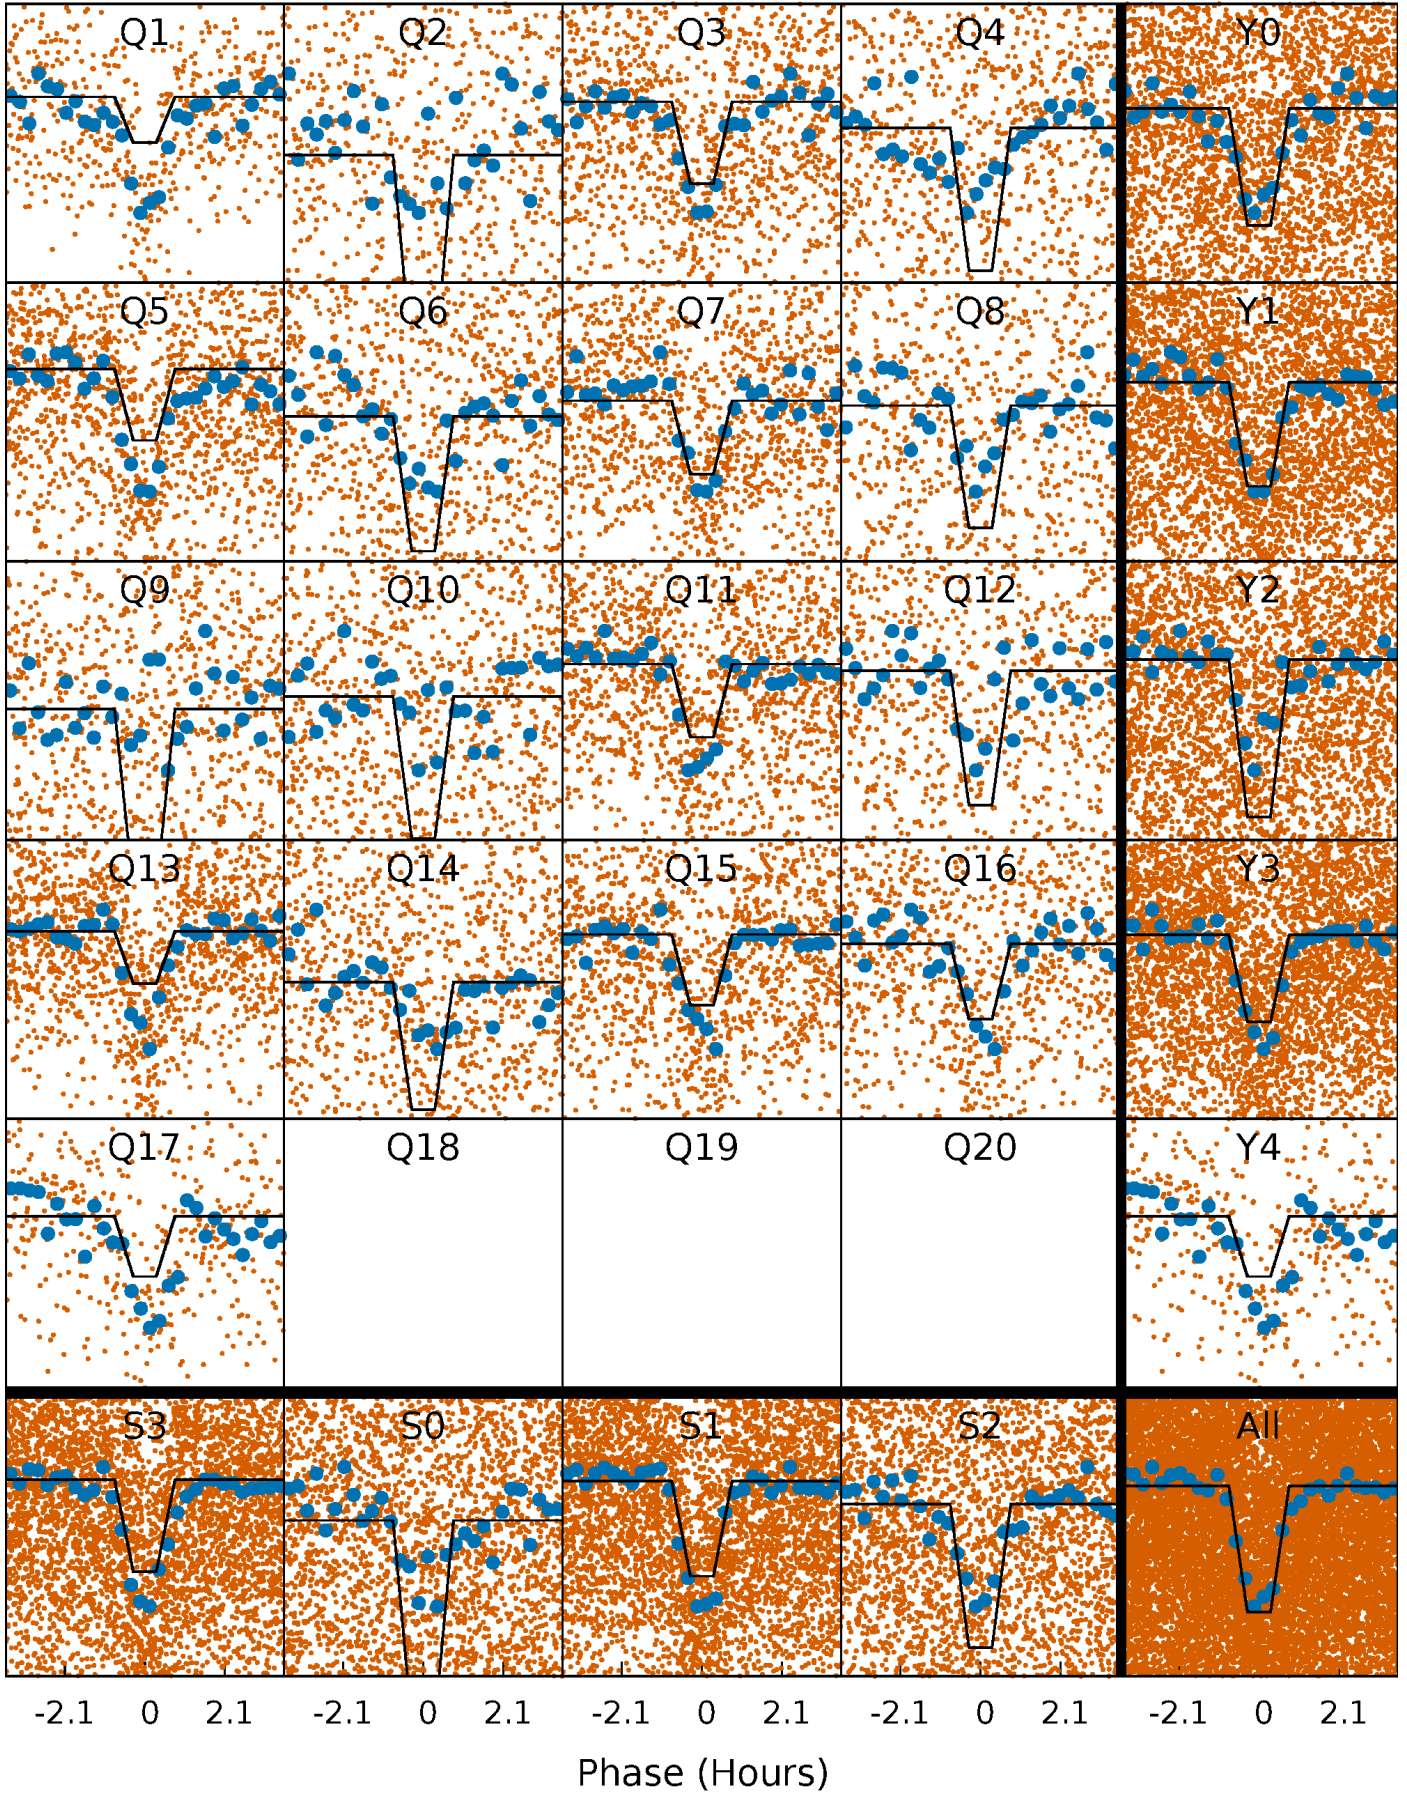 Q1 Q2 Q3 Q4 Y0
Q5 Q6 Q7 Q8 Y1
Q9 Q10 Q11 Q12 Y2
Q13 Q14 Q15 Q16 Y3
Q17 Q18 Q19 Q20 Y4
S3 S0 S1 S2 All
-2.1 0 2.1 -2.1 0 2.1 -2.1 0 2.1 -2.1 0 2.1 -2.1 0 2.1
Phase (Hours)